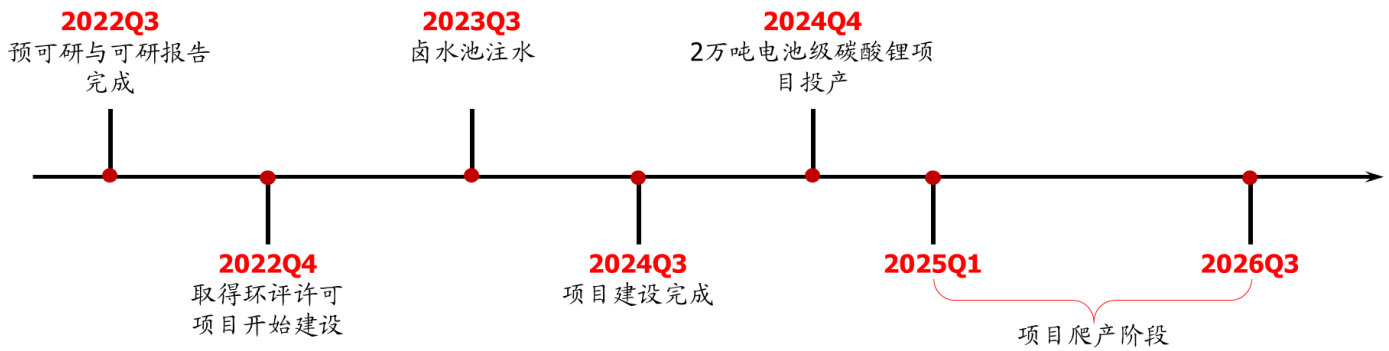 2022Q3
预可研与可研报告
完成
2023Q3
卤水池注水
2024Q4
2万吨电池级碳酸锂项
目投产
2022Q4
取得环评许可
项目开始建设
2024Q3
项目建设完成
2025Q1
2026Q3
项目爬产阶段